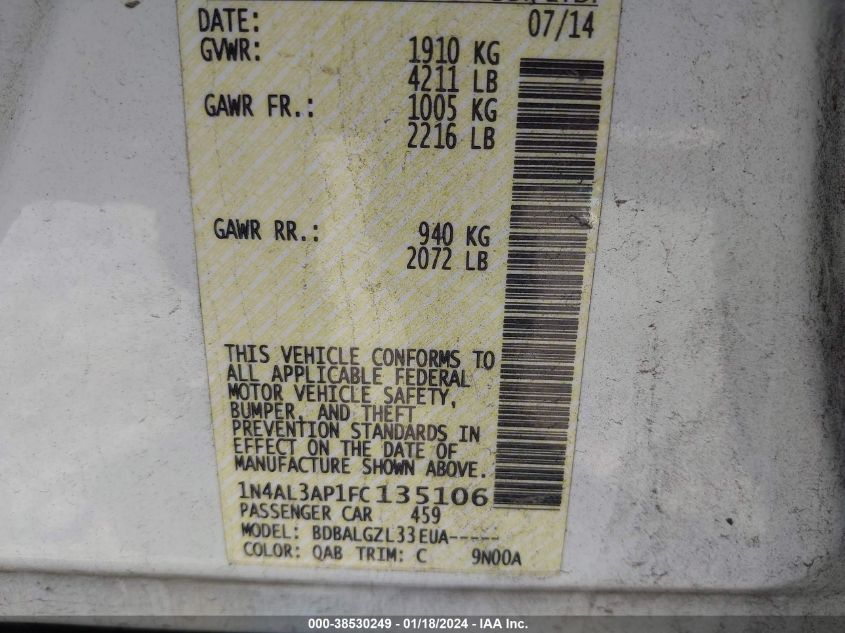 DATE: 07/14
GVWR: 1910 KG
4211 LB
GAWR FR.: 1005 KG
2216 LB
GAWR RR.: 940 KG
2072 LB
THIS VEHICLE CONFORMS TO
ALL APPLICABLE FEDERAL
MOTOR VEHICLE SAFETY,
BUMPER, AND THEFT
PREVENTION STANDARDS IN
EFFECT ON THE DATE OF
MANUFACTURE SHOWN ABOVE.
1N4AL3AP1FC135106
PASSENGER CAR 459
MODEL: BDBALGZL33EUA-----
COLOR: QAB TRIM: C 9N00A
000-38530249 - 01/18/2024 - IAA Inc.